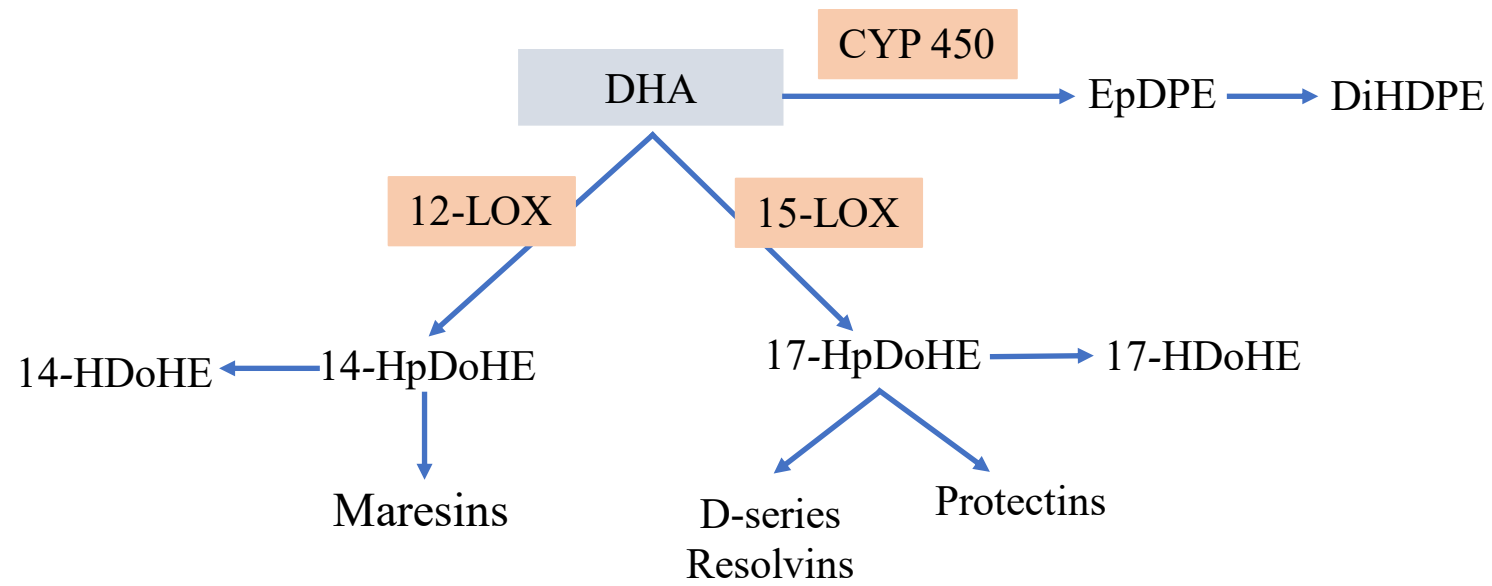 CYP 450
DHA
EpDPE
DiHDPE
12-LOX
15-LOX
14-HDoHE
14-HpDoHE
17-HpDoHE
17-HDoHE
Maresins
D-series
Resolvins
Protectins